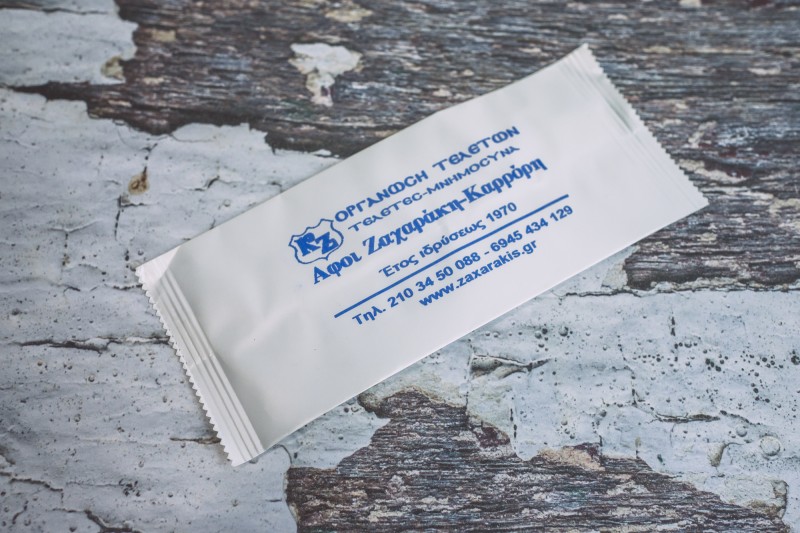 ΟΡΓΑΝΩΣΗ ΤΕΛΕΤΩΝ
ΤΕΛΕΤΕΣ-ΜΝΗΜΟΣΥΝΑ
ΚΖ
Αφοι Ζαχαράκη-Καρρόρη
Έτος ιδρύσεως 1970
Τηλ. 210 34 50 088 - 6945 434 129
www.zaxarakis.gr